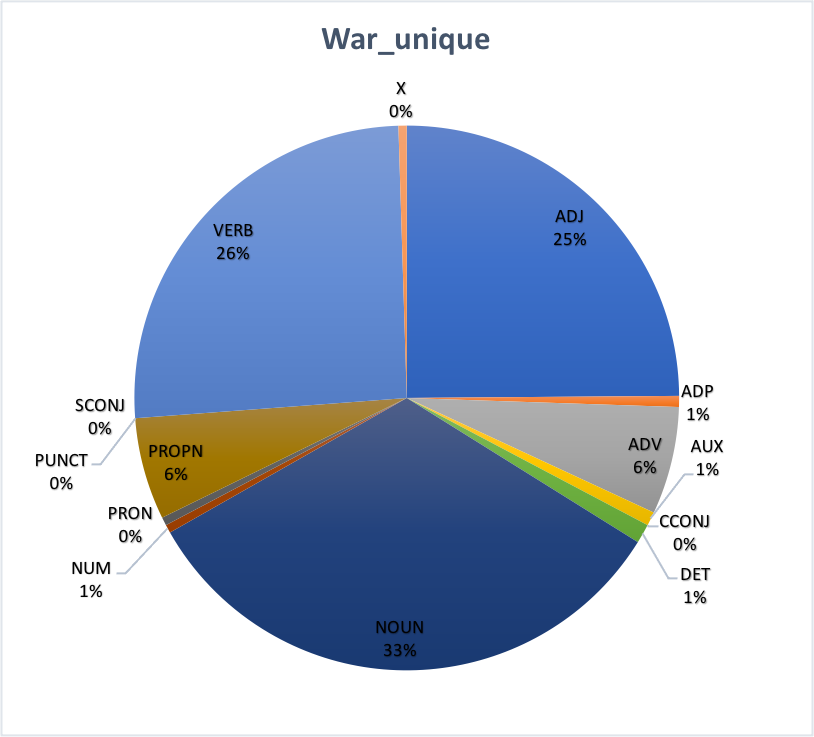 War_unique
X
0%
ADJ
25%
ADP
1%
ADV
6%
AUX
1%
CCONJ
0%
DET
1%
NOUN
33%
NUM
1%
PRON
0%
PROPN
6%
PUNCT
0%
SCONJ
0%
VERB
26%